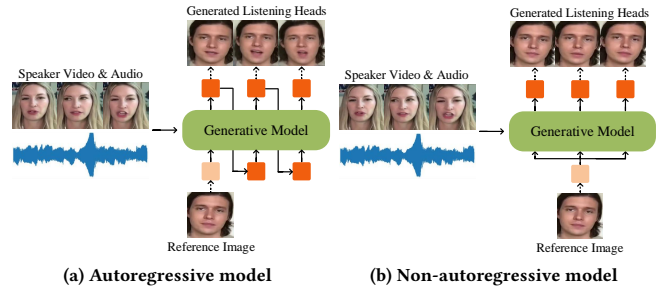 Generated Listening Heads
Speaker Video & Audio
Generative Model
Reference Image
(a) Autoregressive model
Generated Listening Heads
Speaker Video & Audio
Generative Model
Reference Image
(b) Non-autoregressive model